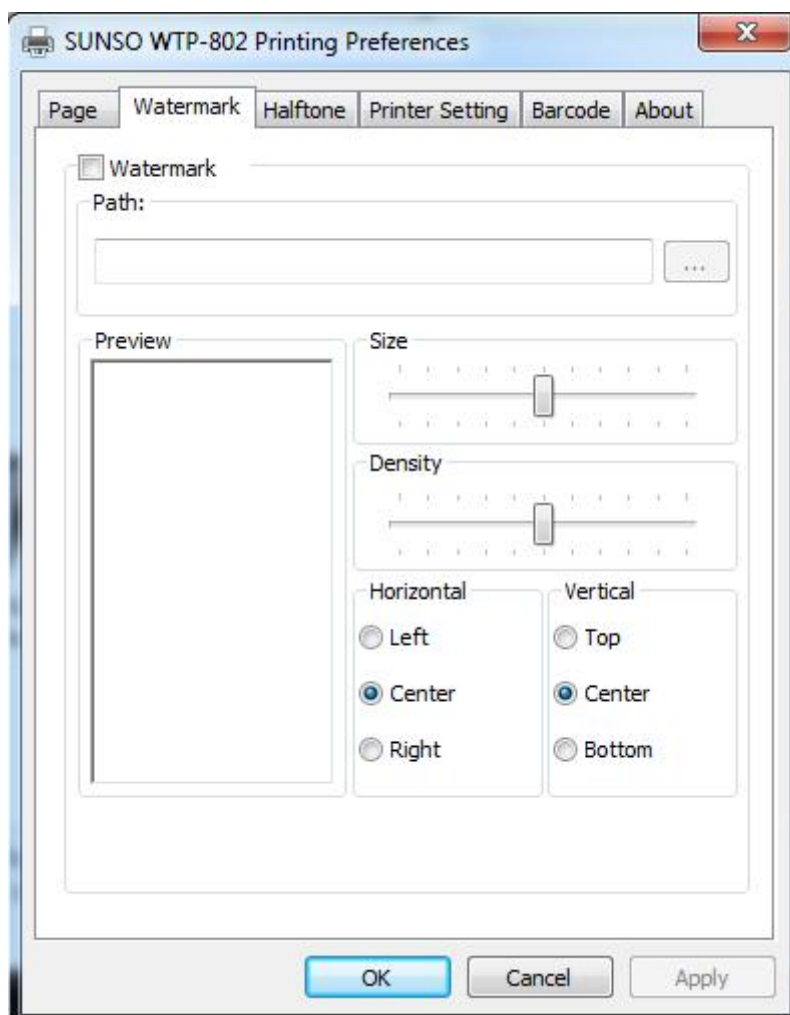 SUNSO WTP-802 Printing Preferences
Page Watermark Halftone Printer Setting Barcode About
Watermark
Path:
...
Preview
Size
Density
Horizontal
Left
Center
Right
Vertical
Top
Center
Bottom
OK Cancel Apply